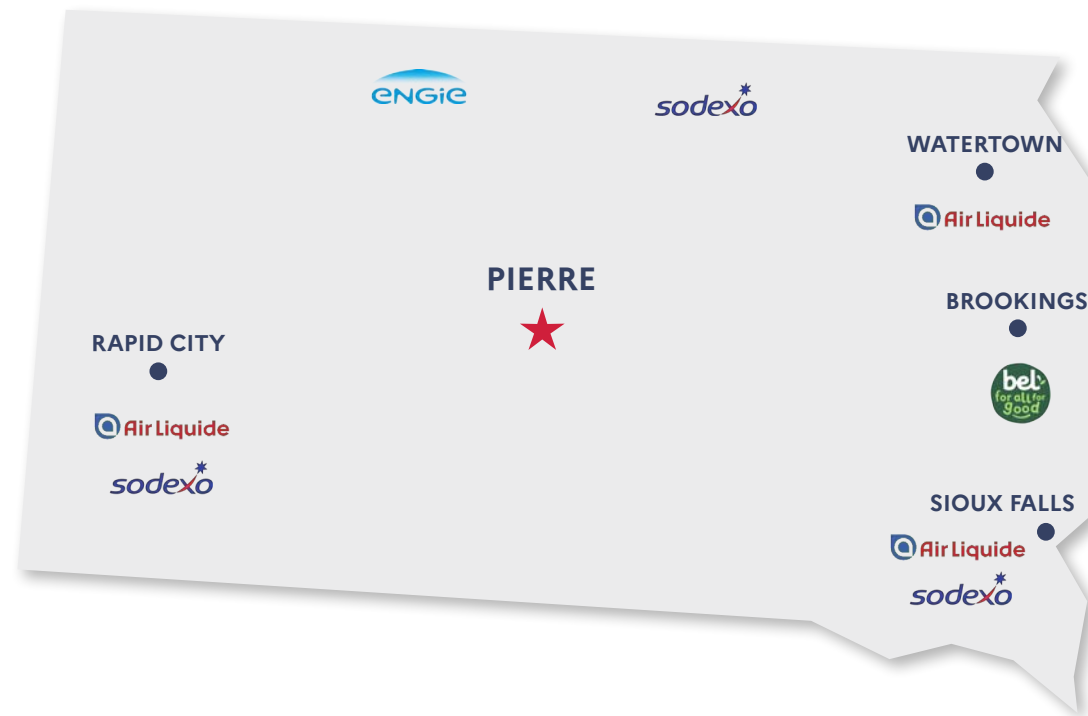 ENGIE
sodexo
WATERTOWN
Air Liquide
PIERRE
BROOKINGS
RAPID CITY
bel
for all for
good
Air Liquide
sodexo
SIOUX FALLS
Air Liquide
sodexo